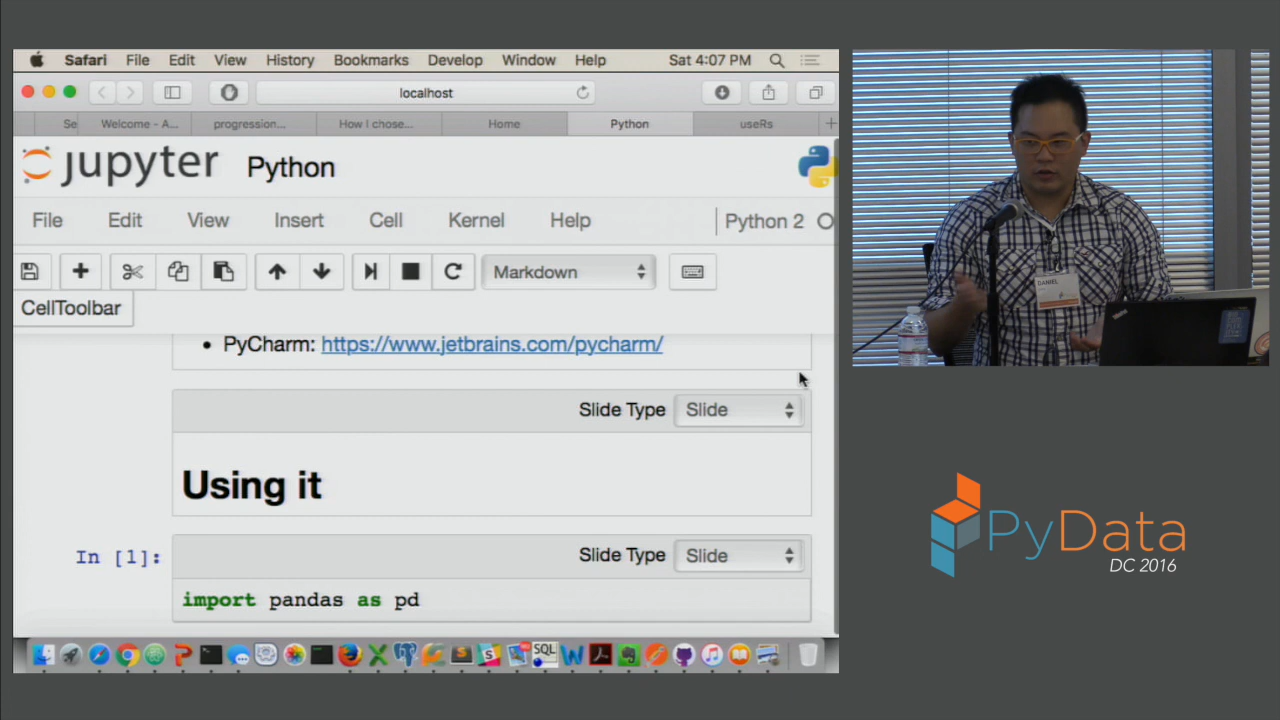 Safari File Edit View History Bookmarks Develop Window Help Sat 4:07 PM
localhost
Se Welcome - A... progression... How I chose... Home Python useRs
jupyter Python
File Edit View Insert Cell Kernel Help Python 2
Markdown
CellToolbar
PyCharm: https://www.jetbrains.com/pycharm/
Slide Type Slide
Using it
In [1]:
Slide Type Slide
import pandas as pd
SQL
DANIEL
PyData
DC 2016